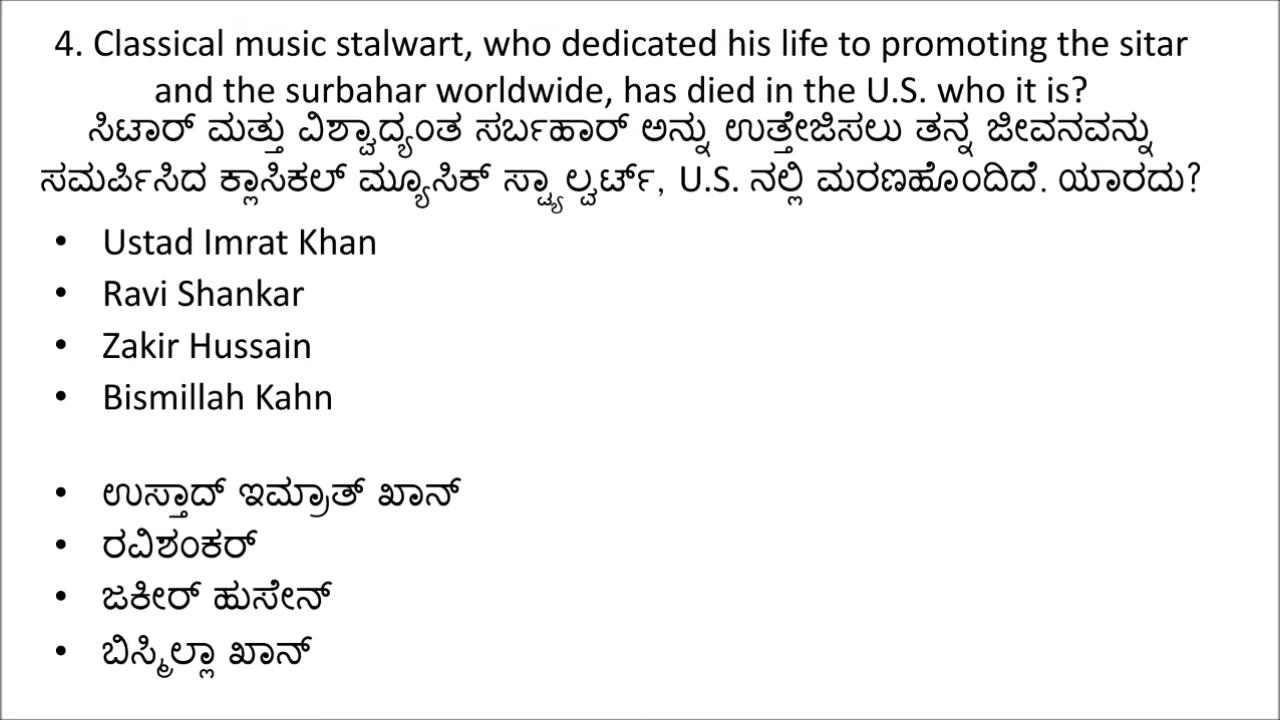 4. Classical music stalwart, who dedicated his life to promoting the sitar
and the surbahar worldwide, has died in the U.S. who it is?
ಸಿಟಾರ್ ಮತ್ತು ವಿಶ್ವಾದ್ಯಂತ ಸರ್ಬಹಾರ್ ಅನ್ನು ಉತ್ತೇಜಿಸಲು ತನ್ನ ಜೀವನವನ್ನು
ಸಮರ್ಪಿಸಿದ ಕ್ಲಾಸಿಕಲ್ ಮ್ಯೂಸಿಕ್ ಸ್ಟ್ಯಾಲ್ವರ್ಟ್, U.S. ನಲ್ಲಿ ಮರಣಹೊಂದಿದೆ. ಯಾರದು?
• Ustad Imrat Khan
• Ravi Shankar
• Zakir Hussain
• Bismillah Kahn
• ಉಸ್ತಾದ್ ಇಮ್ರಾತ್ ಖಾನ್
• ರವಿಶಂಕರ್
• ಜಕೀರ್ ಹುಸೇನ್
• ಬಿಸ್ಮಿಲ್ಲಾ ಖಾನ್